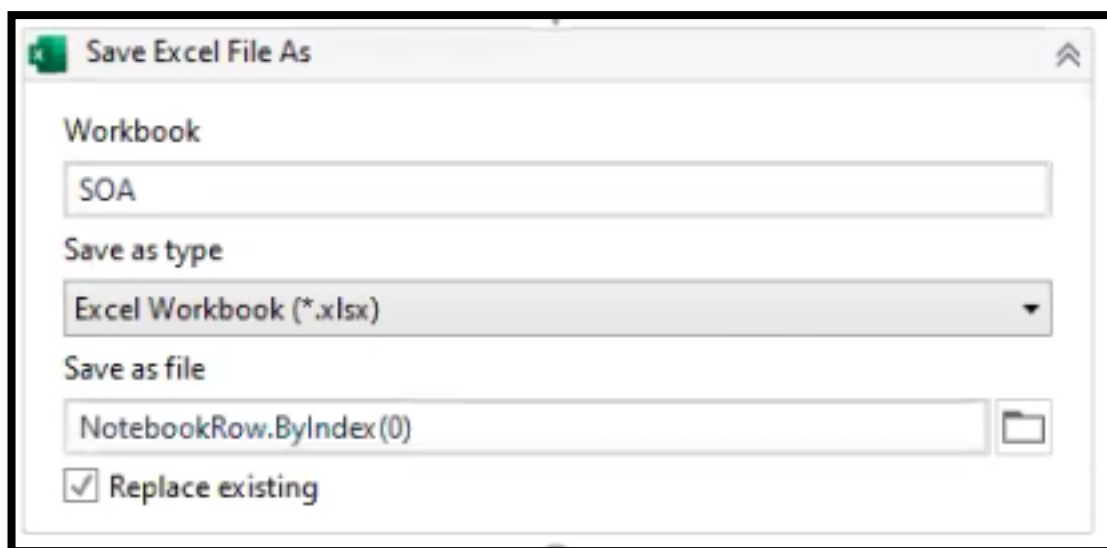 Save Excel File As
Workbook
SOA
Save as type
Excel Workbook (*.xlsx)
Save as file
NotebookRow.ByIndex(0)
Replace existing